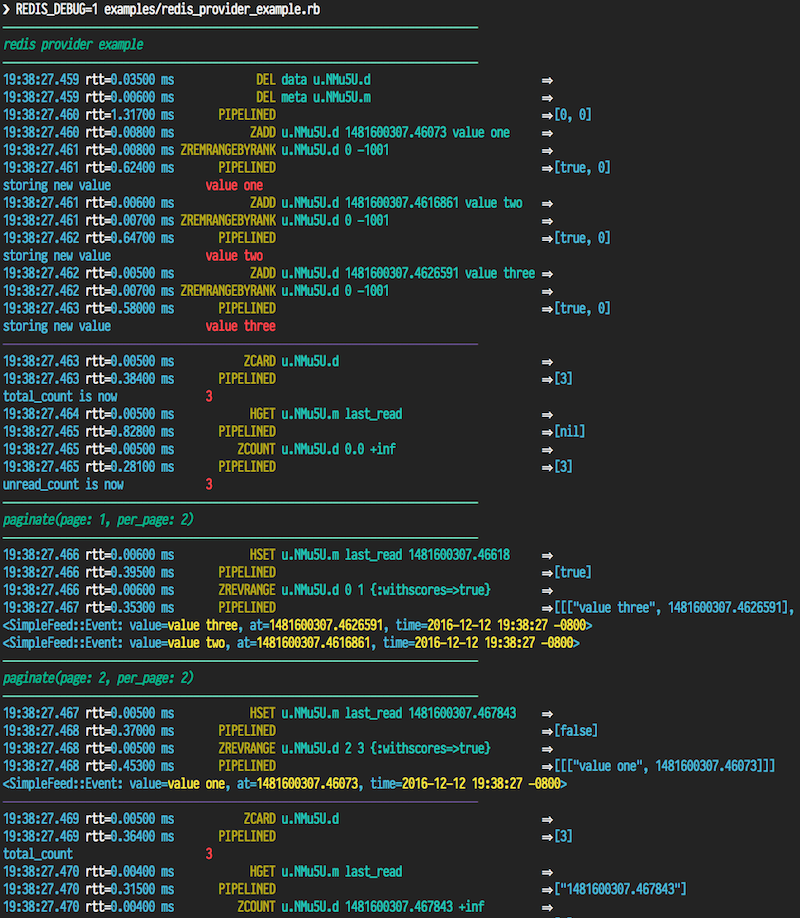 ❯ REDIS_DEBUG=1 examples/redis_provider_example.rb
redis provider example
19:38:27.459 rtt=0.03500 ms DEL data u.NMu5U.d ⇒
19:38:27.459 rtt=0.00600 ms DEL meta u.NMu5U.m ⇒
19:38:27.460 rtt=1.31700 ms PIPELINED ⇒[0, 0]
19:38:27.460 rtt=0.00800 ms ZADD u.NMu5U.d 1481600307.46073 value one ⇒
19:38:27.461 rtt=0.00800 ms ZREMRANGEBYRANK u.NMu5U.d 0 -1001 ⇒
19:38:27.461 rtt=0.62400 ms PIPELINED ⇒[true, 0]
storing new value value one
19:38:27.461 rtt=0.00600 ms ZADD u.NMu5U.d 1481600307.4616861 value two ⇒
19:38:27.461 rtt=0.00700 ms ZREMRANGEBYRANK u.NMu5U.d 0 -1001 ⇒
19:38:27.462 rtt=0.64700 ms PIPELINED ⇒[true, 0]
storing new value value two
19:38:27.462 rtt=0.00500 ms ZADD u.NMu5U.d 1481600307.4626591 value three ⇒
19:38:27.462 rtt=0.00700 ms ZREMRANGEBYRANK u.NMu5U.d 0 -1001 ⇒
19:38:27.463 rtt=0.58000 ms PIPELINED ⇒[true, 0]
storing new value value three
19:38:27.463 rtt=0.00500 ms ZCARD u.NMu5U.d ⇒
19:38:27.463 rtt=0.38400 ms PIPELINED ⇒[3]
total_count is now 3
19:38:27.464 rtt=0.00500 ms HGET u.NMu5U.m last_read ⇒
19:38:27.465 rtt=0.82800 ms PIPELINED ⇒[nil]
19:38:27.465 rtt=0.00500 ms ZCOUNT u.NMu5U.d 0.0 +inf ⇒
19:38:27.465 rtt=0.28100 ms PIPELINED ⇒[3]
unread_count is now 3
paginate(page: 1, per_page: 2)
19:38:27.466 rtt=0.00600 ms HSET u.NMu5U.m last_read 1481600307.46618 ⇒
19:38:27.466 rtt=0.39500 ms PIPELINED ⇒[true]
19:38:27.466 rtt=0.00600 ms ZREVRANGE u.NMu5U.d 0 1 {:withscores=>true} ⇒
19:38:27.467 rtt=0.35300 ms PIPELINED ⇒[[["value three", 1481600307.4626591],
<SimpleFeed::Event: value=value three, at=1481600307.4626591, time=2016-12-12 19:38:27 -0800>
<SimpleFeed::Event: value=value two, at=1481600307.4616861, time=2016-12-12 19:38:27 -0800>
paginate(page: 2, per_page: 2)
19:38:27.467 rtt=0.00500 ms HSET u.NMu5U.m last_read 1481600307.467843 ⇒
19:38:27.468 rtt=0.37000 ms PIPELINED ⇒[false]
19:38:27.468 rtt=0.00500 ms ZREVRANGE u.NMu5U.d 2 3 {:withscores=>true} ⇒
19:38:27.468 rtt=0.45300 ms PIPELINED ⇒[[["value one", 1481600307.46073]]]
<SimpleFeed::Event: value=value one, at=1481600307.46073, time=2016-12-12 19:38:27 -0800>
19:38:27.469 rtt=0.00500 ms ZCARD u.NMu5U.d ⇒
19:38:27.469 rtt=0.36400 ms PIPELINED ⇒[3]
total_count 3
19:38:27.470 rtt=0.00400 ms HGET u.NMu5U.m last_read ⇒
19:38:27.470 rtt=0.31500 ms PIPELINED ⇒["1481600307.467843"]
19:38:27.470 rtt=0.00400 ms ZCOUNT u.NMu5U.d 1481600307.467843 +inf ⇒